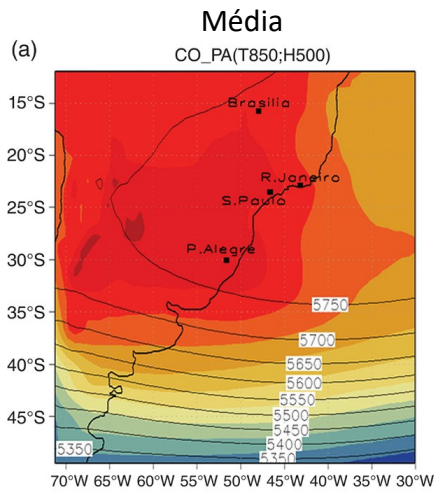 Média
(a)
CO_PA(T850;H500)
15°S
Brasilia
20°S
R.Janeiro
25°S
S.Paulo
P.Alegre
30°S
5750
35°S
5700
5650
40°S
5600
5550
5500
45°S
5450
5400
5350
5350
70°W 65°W 60°W 55°W 50°W 45°W 40°W 35°W 30°W